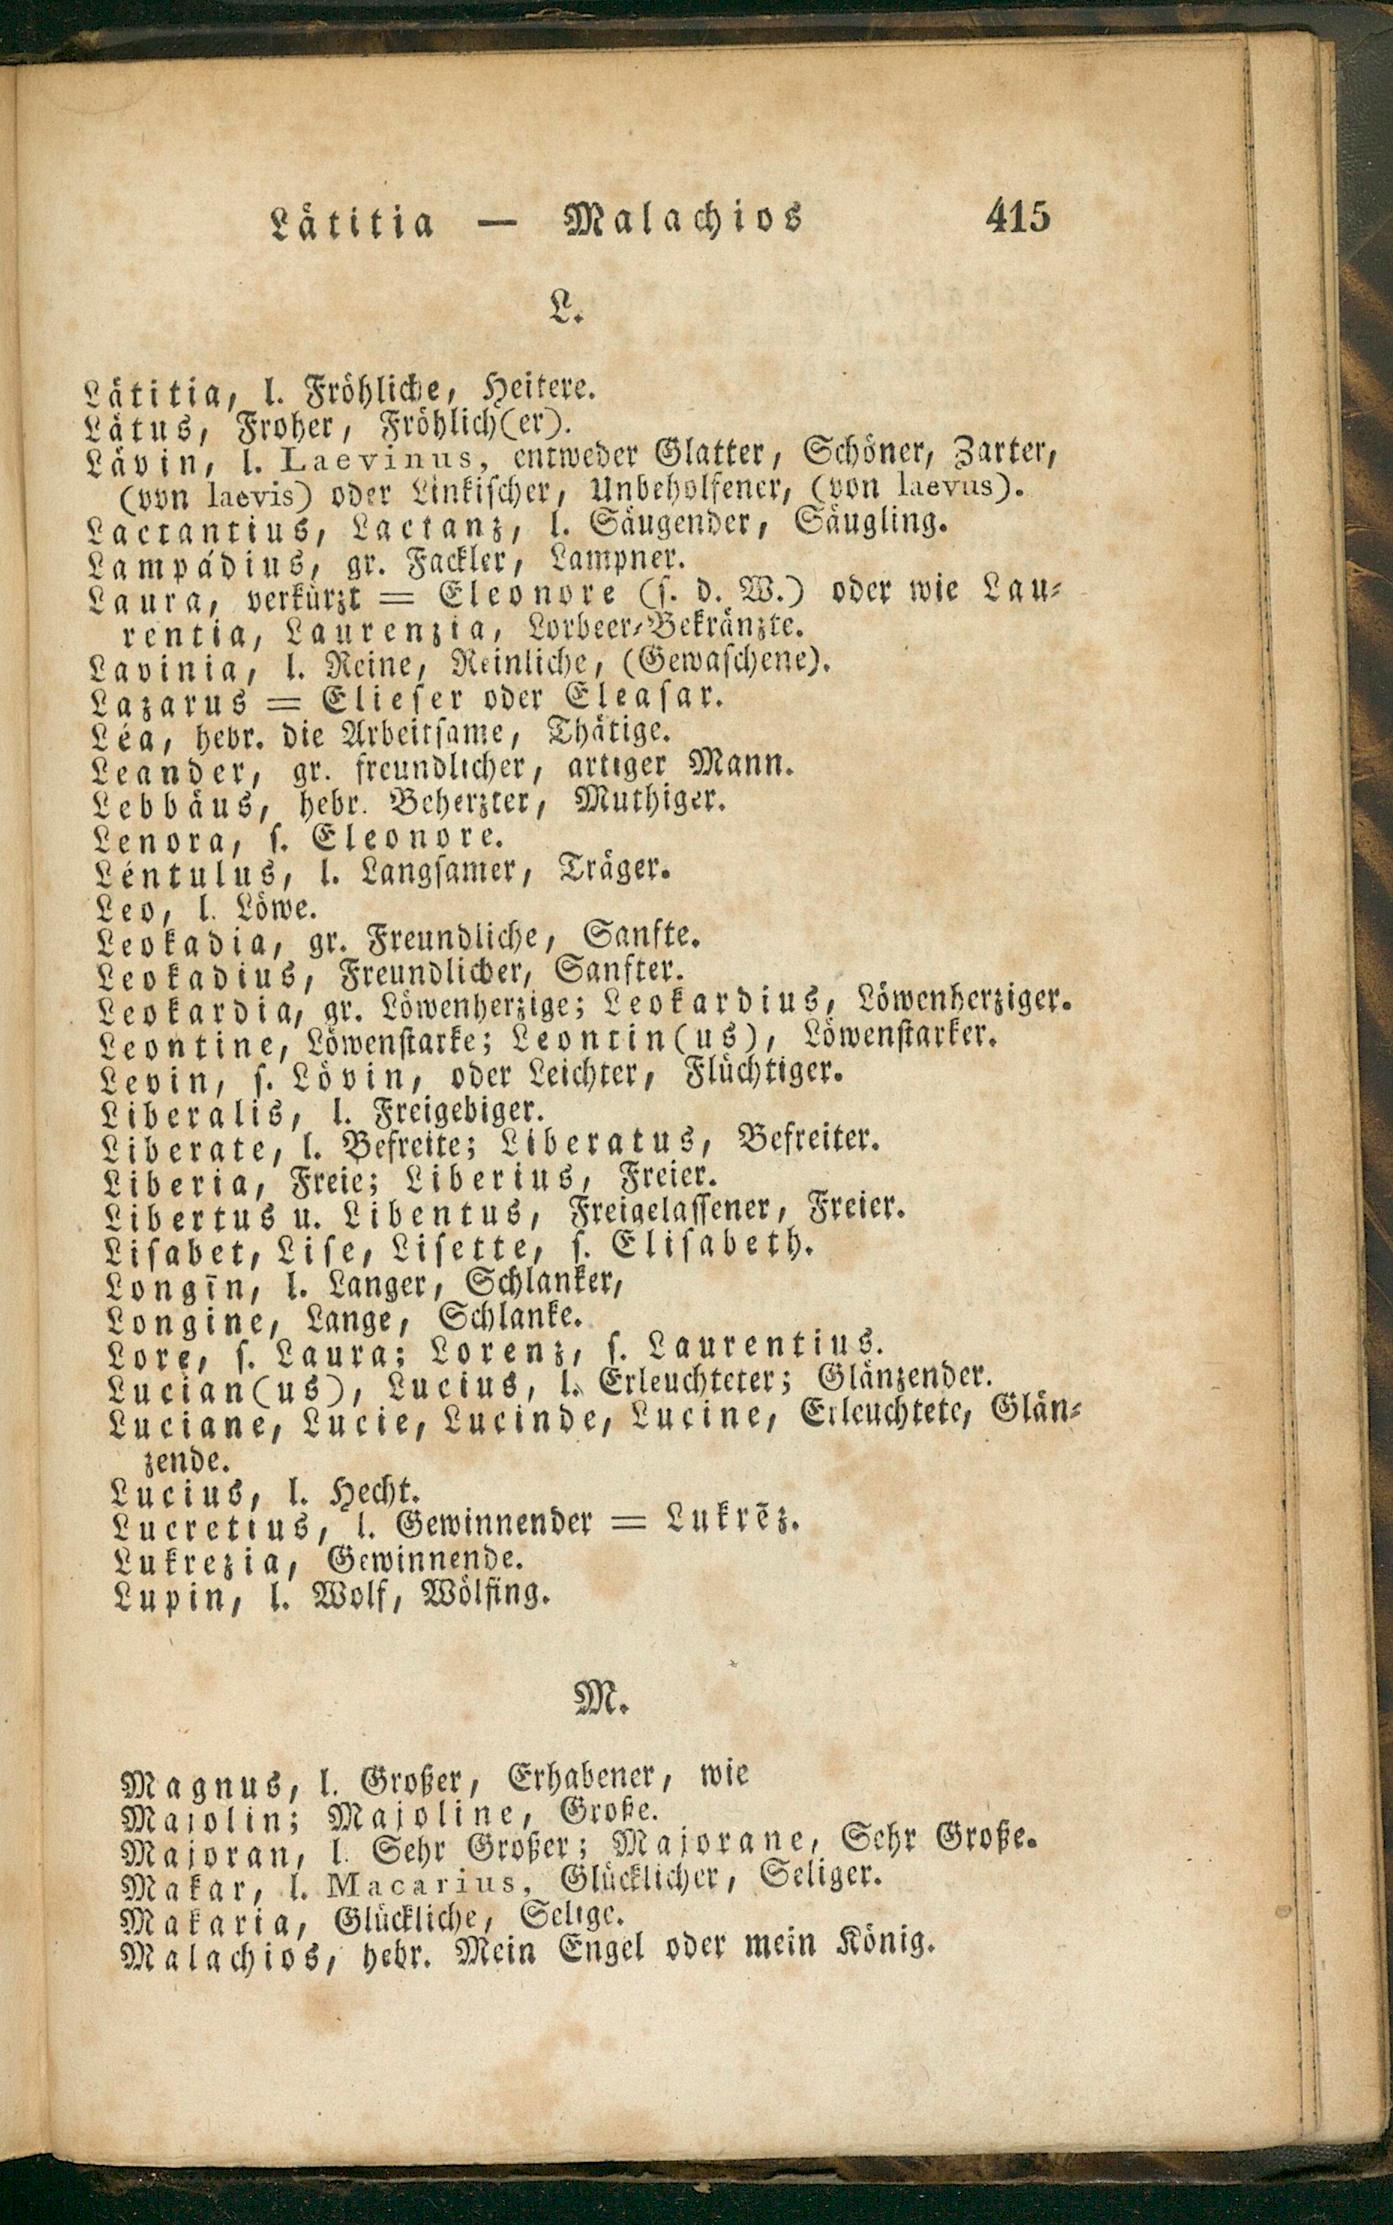 Lätitia — Malachios 415
L.
Lätitia, l. Fröhliche, Heitere.
Lätus, Froher, Fröhlich(er).
Lävin, l. Laevinus, entweder Glatter, Schöner, Zarter,
(von laevis) oder Linkischer, Unbeholfener, (von laevus).
Lactantius, Lactanz, l. Säugender, Säugling.
Lampádius, gr. Fackler, Lampner.
Laura, verkürzt = Eleonore (s. d. W.) oder wie Lau-
rentia, Laurenzia, Lorbeer-Bekränzte.
Lavinia, l. Reine, Reinliche, (Gewaschene).
Lazarus = Elieser oder Eleasar.
Léa, hebr. die Arbeitsame, Thätige.
Leander, gr. freundlicher, artiger Mann.
Lebbäus, hebr. Beherzter, Muthiger.
Lenora, s. Eleonore.
Léntulus, l. Langsamer, Träger.
Leo, l. Löwe.
Leokadia, gr. Freundliche, Sanfte.
Leokadius, Freundlicher, Sanfter.
Leokardia, gr. Löwenherzige; Leokardius, Löwenherziger.
Leontine, Löwenstarke; Leontin(us), Löwenstarker.
Levin, s. Lövin, oder Leichter, Flüchtiger.
Liberalis, l. Freigebiger.
Liberate, l. Befreite; Liberatus, Befreiter.
Liberia, Freie; Liberius, Freier.
Libertus u. Libentus, Freigelassener, Freier.
Lisabet, Lise, Lisette, s. Elisabeth.
Longīn, l. Langer, Schlanker,
Longine, Lange, Schlanke.
Lore, s. Laura; Lorenz, s. Laurentius.
Lucian(us), Lucius, l. Erleuchteter; Glänzender.
Luciane, Lucie, Lucinde, Lucine, Erleuchtete, Glän-
zende.
Lucius, l. Hecht.
Lucretius, l. Gewinnender = Lukrēz.
Lukrezia, Gewinnende.
Lupin, l. Wolf, Wölfing.
M.
Magnus, l. Großer, Erhabener, wie
Majolin; Majoline, Große.
Majoran, l. Sehr Großer; Majorane, Sehr Große.
Makar, l. Macarius, Glücklicher, Seliger.
Makaria, Glückliche, Selige.
Malachios, hebr. Mein Engel oder mein König.